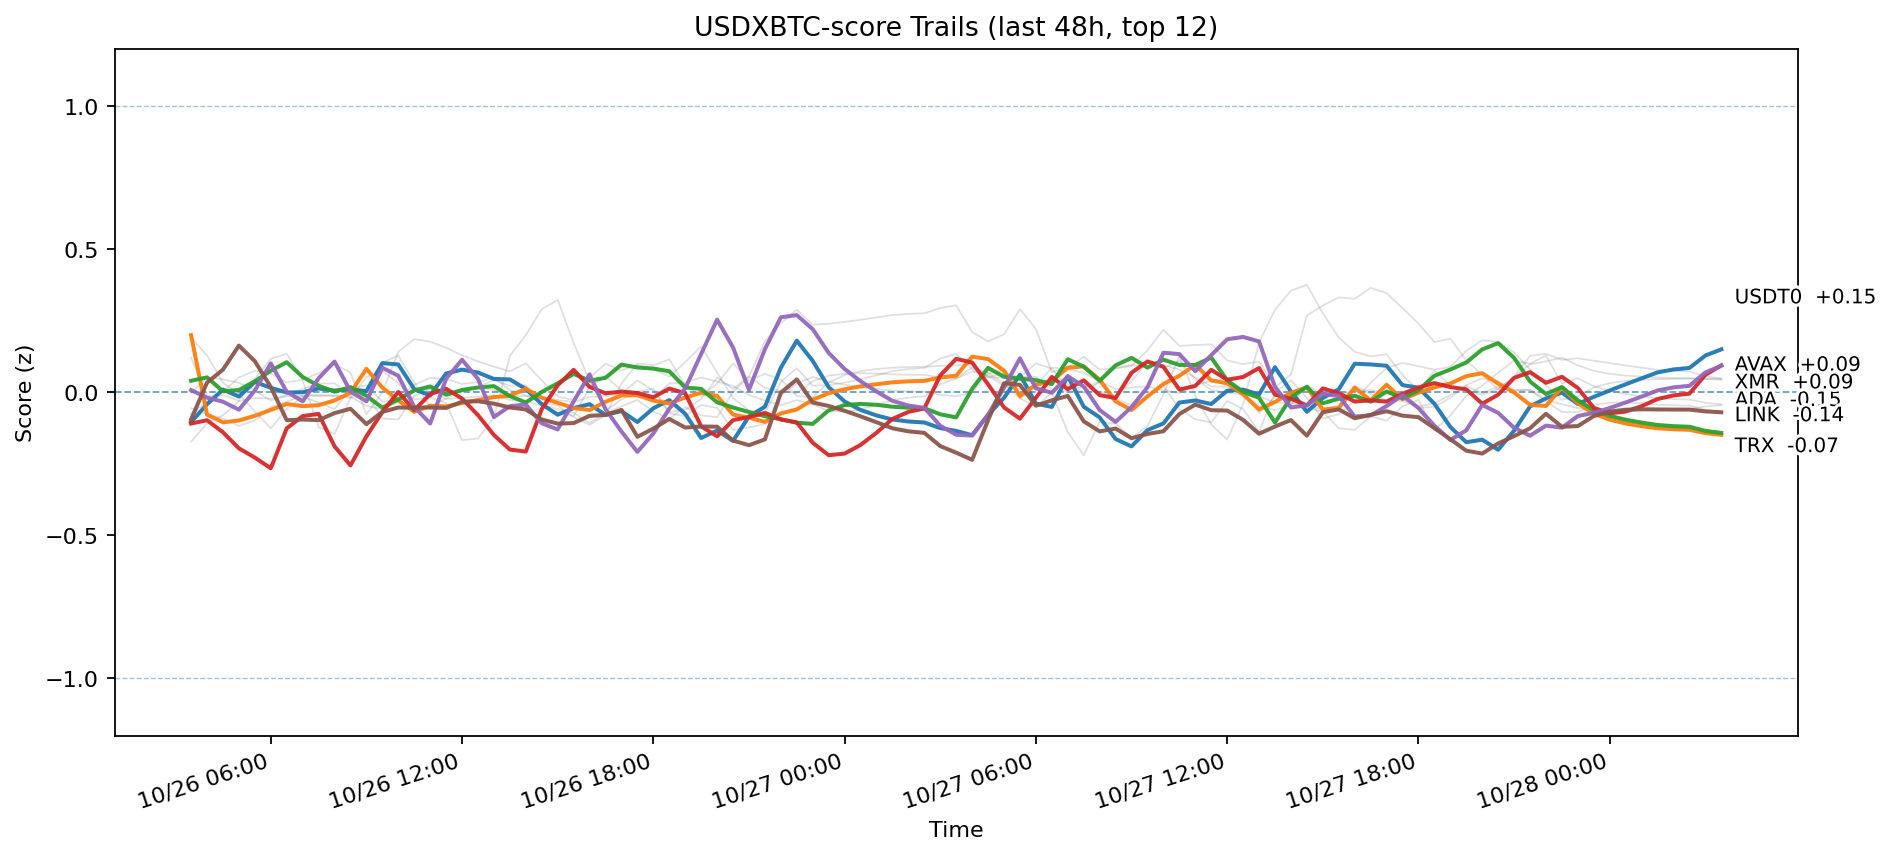 USDXBTC-score Trails (last 48h, top 12)
1.0
0.5
0.0
−0.5
−1.0
Score (z)
USDT0 +0.15
AVAX +0.09
XMR +0.09
ADA -0.15
LINK -0.14
TRX -0.07
10/26 06:00
10/26 12:00
10/26 18:00
10/27 00:00
10/27 06:00
10/27 12:00
10/27 18:00
10/28 00:00
Time